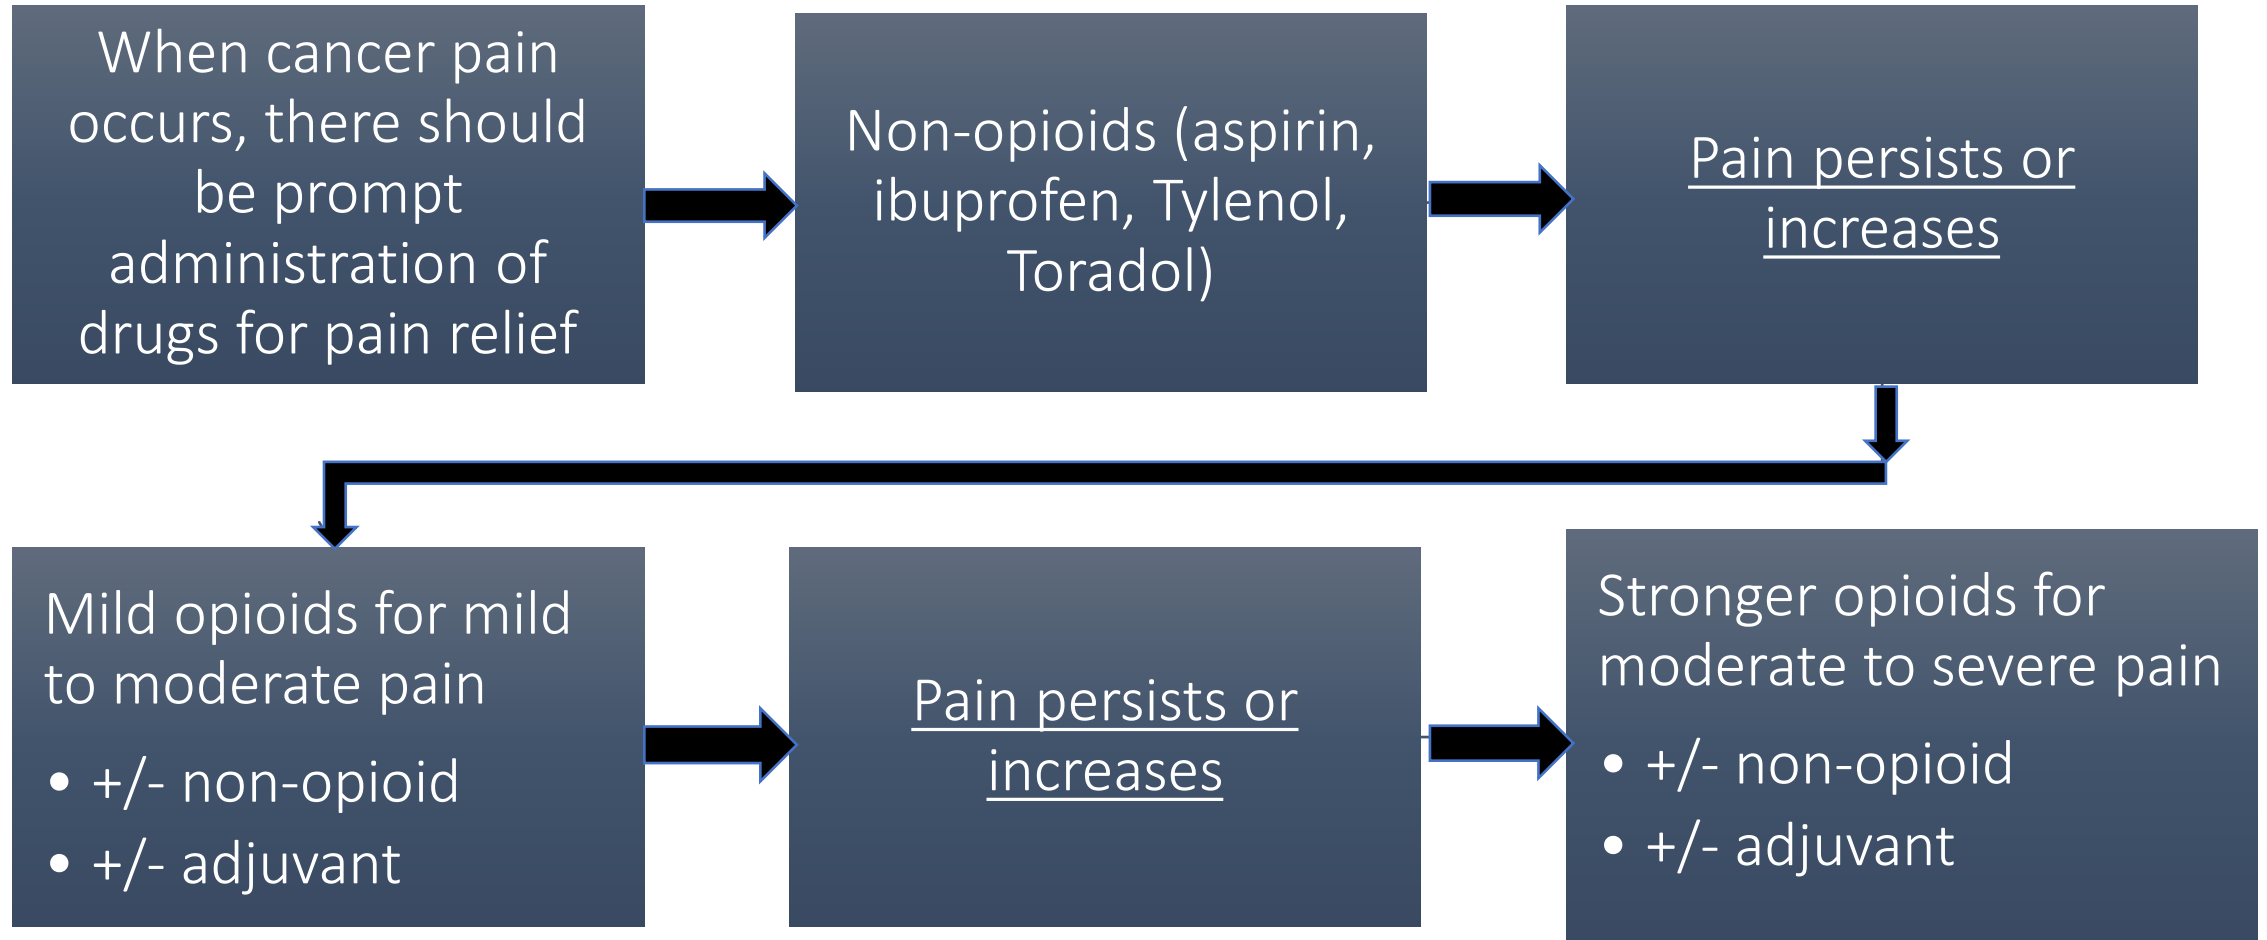 When cancer pain
occurs, there should
be prompt
administration of
drugs for pain relief
Non-opioids (aspirin,
ibuprofen, Tylenol,
Toradol)
Pain persists or
increases
Mild opioids for mild
to moderate pain
• +/- non-opioid
• +/- adjuvant
Pain persists or
increases
Stronger opioids for
moderate to severe pain
• +/- non-opioid
• +/- adjuvant